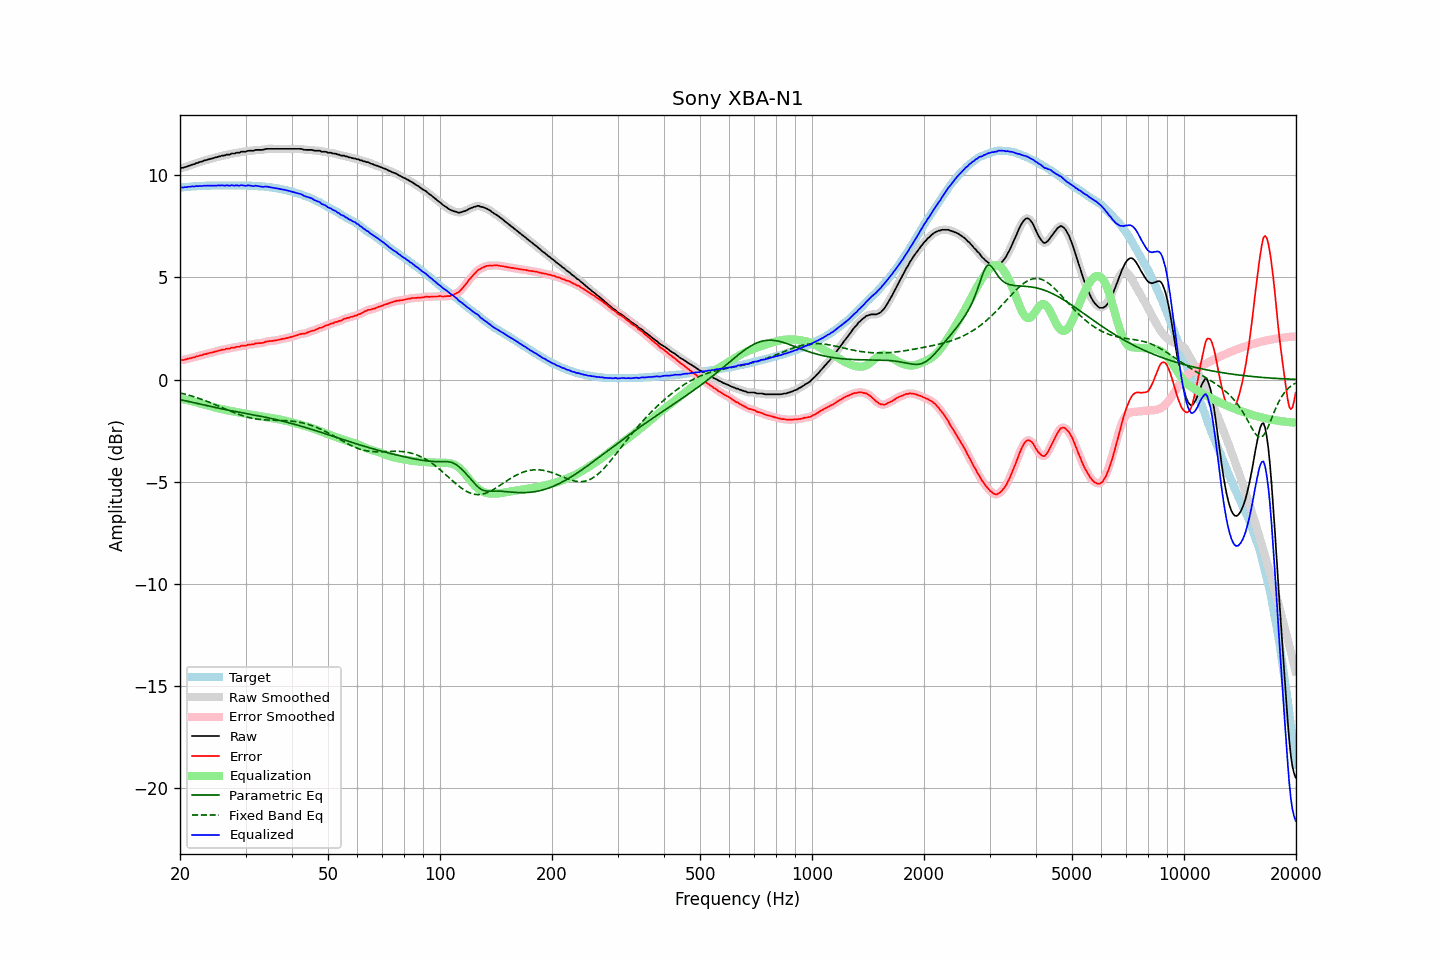 Sony XBA-N1
Amplitude (dBr)
10
5
0
−5
−10
−15
−20
Target
Raw Smoothed
Error Smoothed
Raw
Error
Equalization
Parametric Eq
Fixed Band Eq
Equalized
20 50 100 200 500 1000 2000 5000 10000 20000
Frequency (Hz)